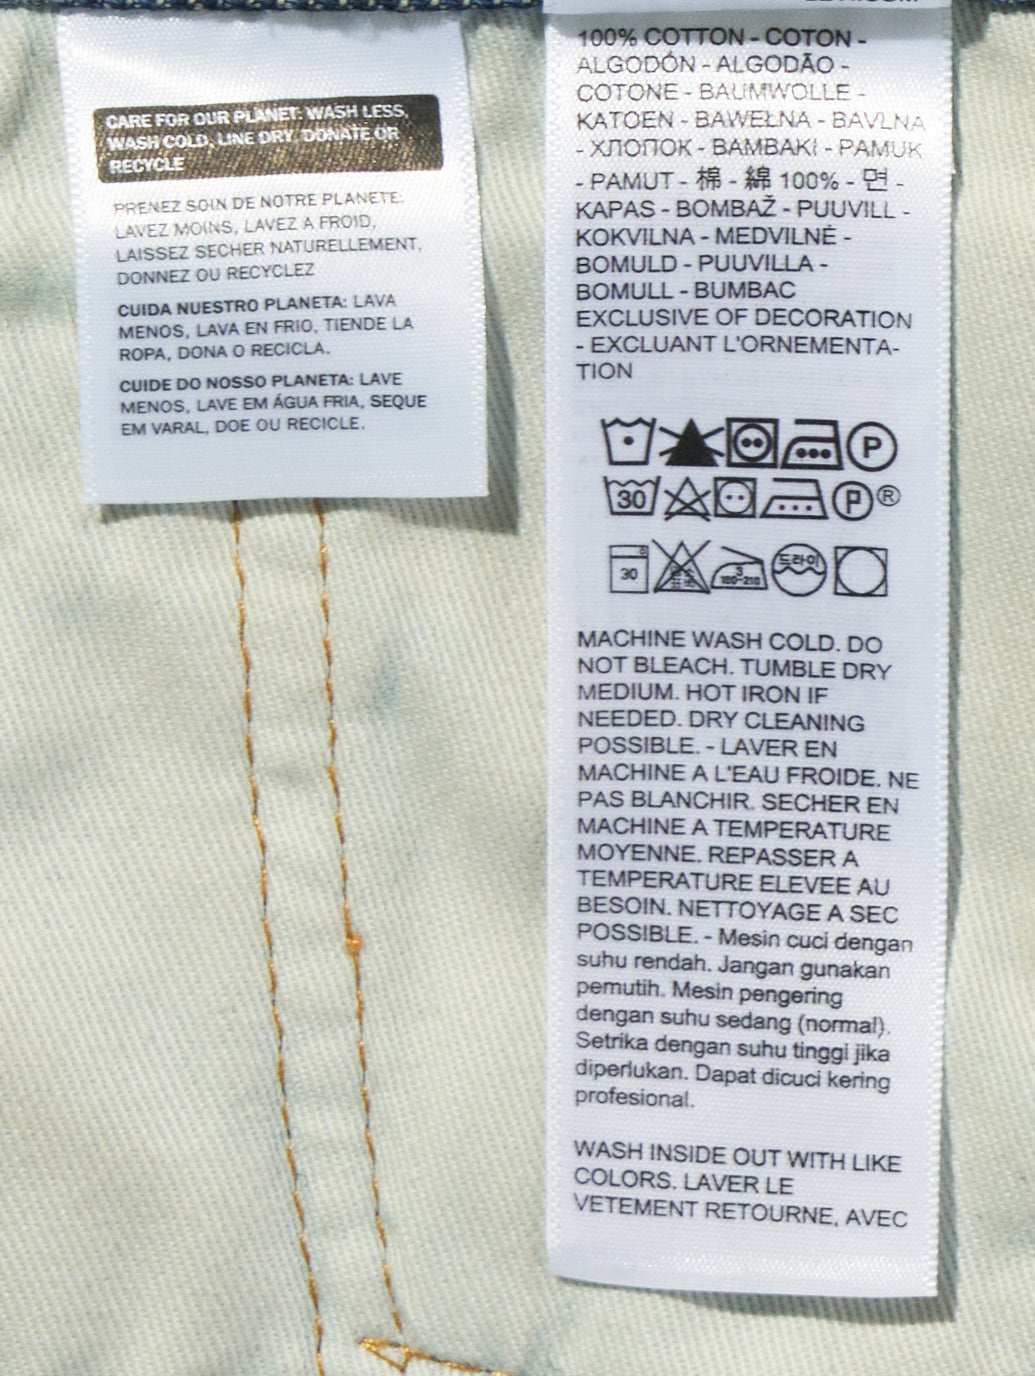 CARE FOR OUR PLANET: WASH LESS,
WASH COLD, LINE DRY, DONATE OR
RECYCLE
PRENEZ SOIN DE NOTRE PLANETE:
LAVEZ MOINS, LAVEZ A FROID,
LAISSEZ SECHER NATURELLEMENT,
DONNEZ OU RECYCLEZ
CUIDA NUESTRO PLANETA: LAVA
MENOS, LAVA EN FRIO, TIENDE LA
ROPA, DONA O RECICLA.
CUIDE DO NOSSO PLANETA: LAVE
MENOS, LAVE EM ÁGUA FRIA, SEQUE
EM VARAL, DOE OU RECICLE.
100% COTTON - COTON -
ALGODÓN - ALGODÃO -
COTONE - BAUMWOLLE -
KATOEN - BAWEŁNA - BAVLNA
- ХЛОПОК - BAMBAKI - PAMUK
- PAMUT - 棉 - 綿 100% - 면 -
KAPAS - BOMBAŽ - PUUVILL -
KOKVILNA - MEDVILNĖ -
BOMULD - PUUVILLA -
BOMULL - BUMBAC
EXCLUSIVE OF DECORATION
- EXCLUANT L'ORNEMENTA-
TION
P
30 P ®
30 3 180-210 드라이
MACHINE WASH COLD. DO
NOT BLEACH. TUMBLE DRY
MEDIUM. HOT IRON IF
NEEDED. DRY CLEANING
POSSIBLE. - LAVER EN
MACHINE A L'EAU FROIDE. NE
PAS BLANCHIR. SECHER EN
MACHINE A TEMPERATURE
MOYENNE. REPASSER A
TEMPERATURE ELEVEE AU
BESOIN. NETTOYAGE A SEC
POSSIBLE. - Mesin cuci dengan
suhu rendah. Jangan gunakan
pemutih. Mesin pengering
dengan suhu sedang (normal).
Setrika dengan suhu tinggi jika
diperlukan. Dapat dicuci kering
profesional.
WASH INSIDE OUT WITH LIKE
COLORS. LAVER LE
VETEMENT RETOURNE, AVEC